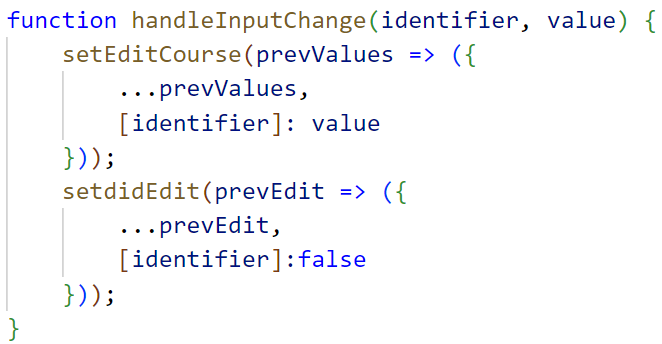 function handleInputChange(identifier, value) {
    setEditCourse(prevValues => ({
        ...prevValues,
        [identifier]: value
    }));
    setdidEdit(prevEdit => ({
        ...prevEdit,
        [identifier]:false
    }));
}